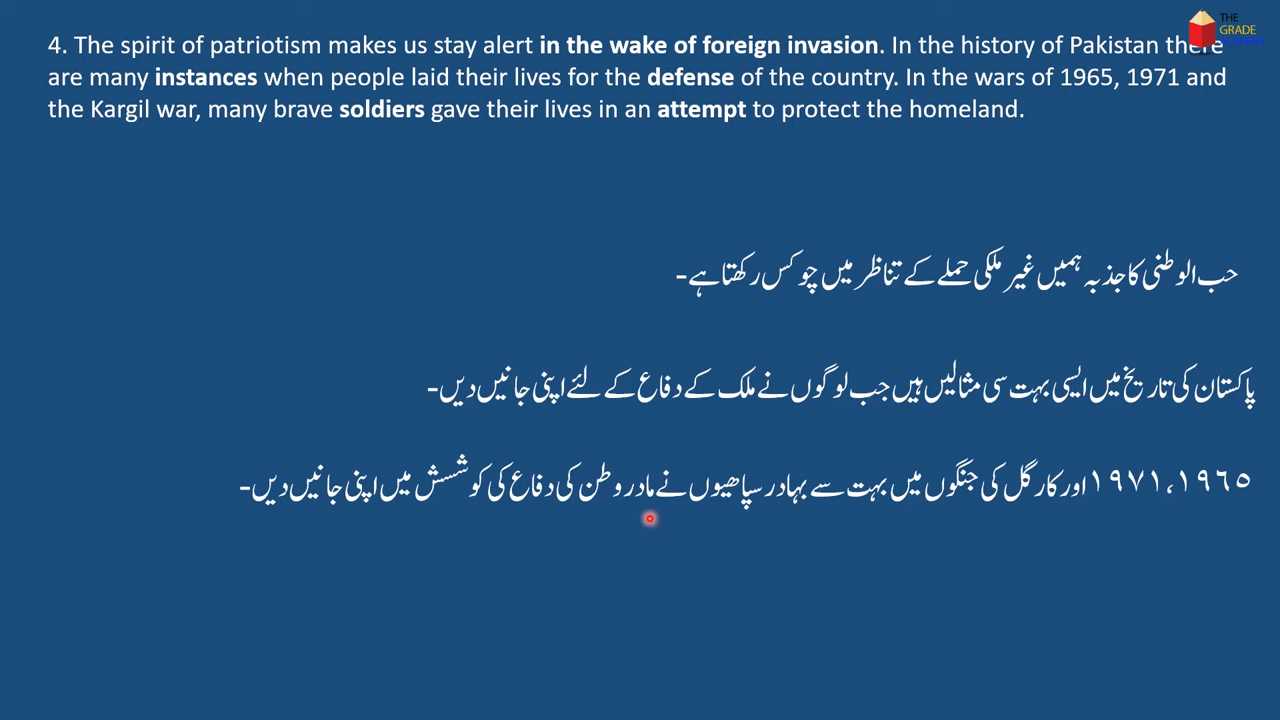 THE
GRADE
ACADEMY
4. The spirit of patriotism makes us stay alert in the wake of foreign invasion. In the history of Pakistan there
are many instances when people laid their lives for the defense of the country. In the wars of 1965, 1971 and
the Kargil war, many brave soldiers gave their lives in an attempt to protect the homeland.
حب الوطنی کا جذبہ ہمیں غیر ملکی حملے کے تناظر میں چوکس رکھتا ہے-
پاکستان کی تاریخ میں ایسی بہت سی مثالیں ہیں جب لوگوں نے ملک کے دفاع کے لئے اپنی جانیں دیں-
١٩٦٥، ١٩٧١ اور کارگل کی جنگوں میں بہت سے بہادر سپاھیوں نے مادر وطن کی دفاع کی کوشش میں اپنی جانیں دیں-